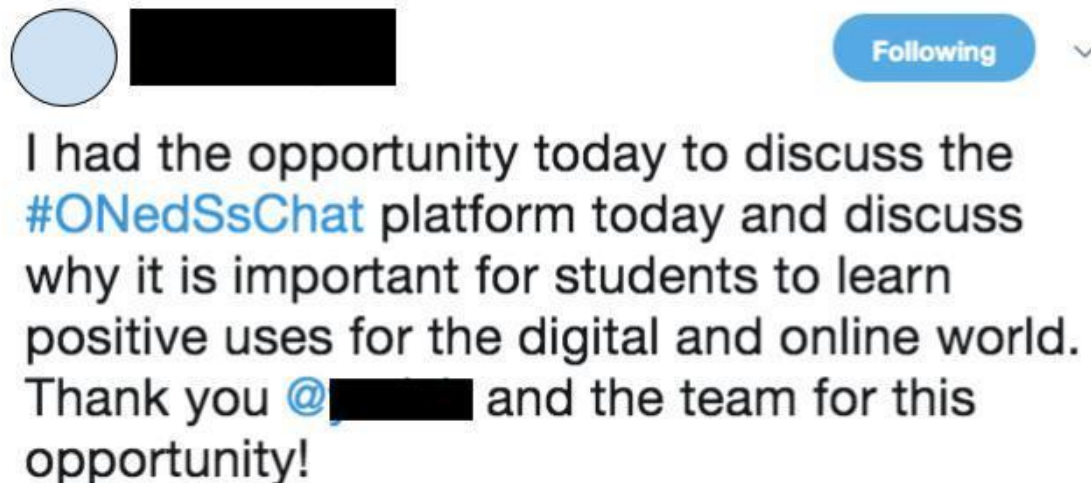 Following
I had the opportunity today to discuss the
#ONedSsChat platform today and discuss
why it is important for students to learn
positive uses for the digital and online world.
Thank you @ and the team for this
opportunity!